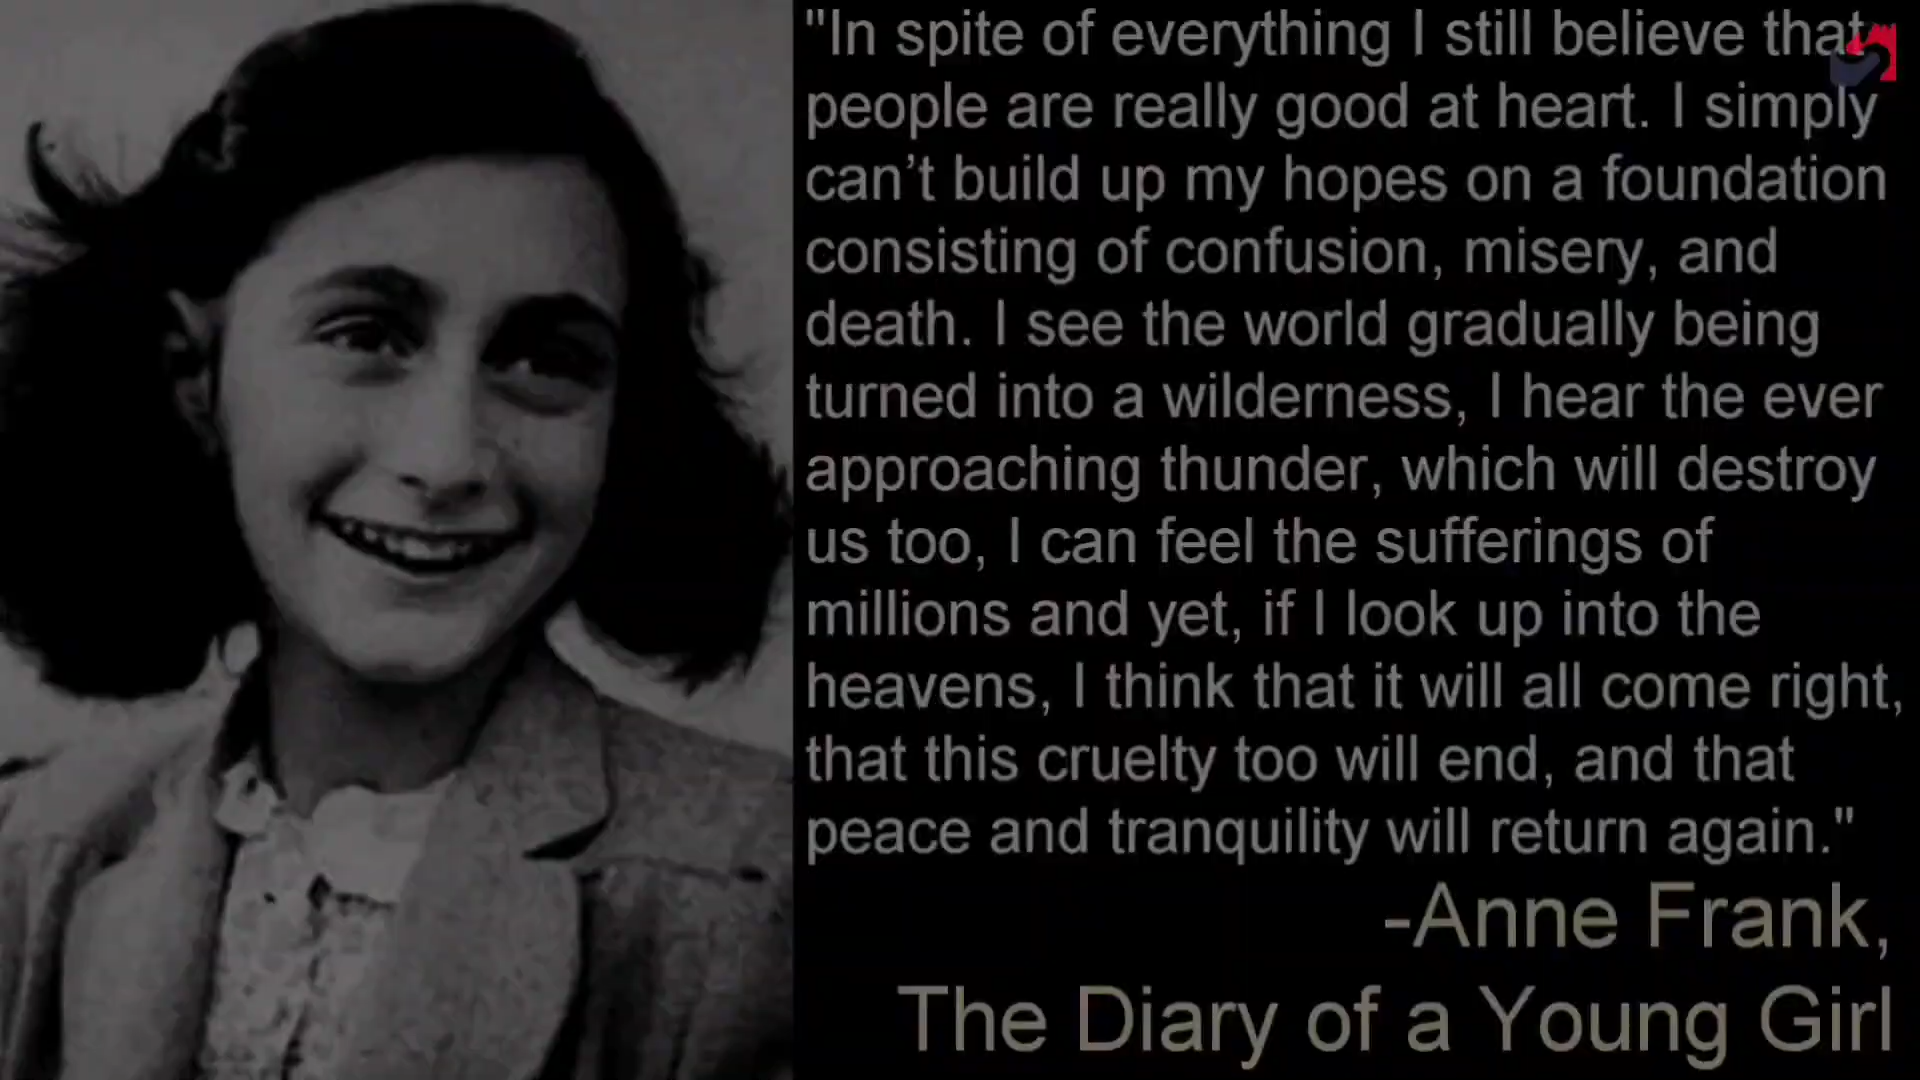 "In spite of everything I still believe that
people are really good at heart. I simply
can’t build up my hopes on a foundation
consisting of confusion, misery, and
death. I see the world gradually being
turned into a wilderness, I hear the ever
approaching thunder, which will destroy
us too, I can feel the sufferings of
millions and yet, if I look up into the
heavens, I think that it will all come right,
that this cruelty too will end, and that
peace and tranquility will return again."
-Anne Frank,
The Diary of a Young Girl